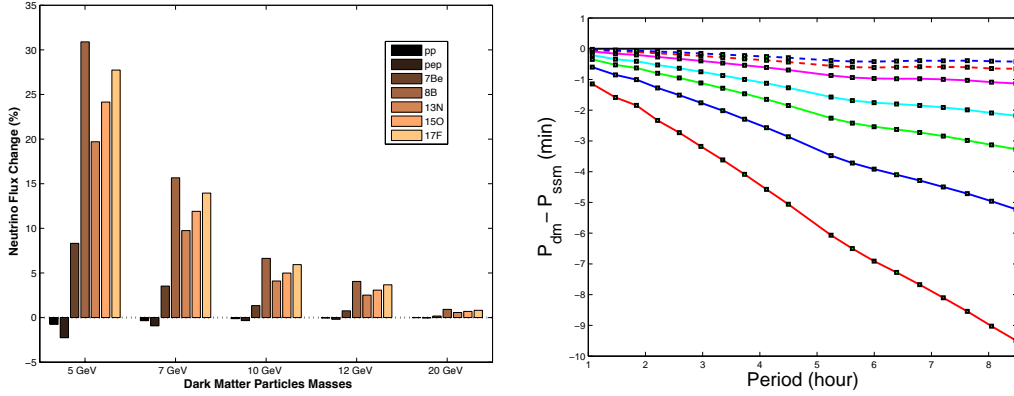 35
30
25
20
15
10
5
0
−5
Neutrino Flux Change (%)
pp
pep
7Be
8B
13N
15O
17F
5 GeV 7 GeV 10 GeV 12 GeV 20 GeV
Dark Matter Particles Masses
1
0
−1
−2
−3
−4
−5
−6
−7
−8
−9
−10
P_dm − P_ssm (min)
1 2 3 4 5 6 7 8
Period (hour)